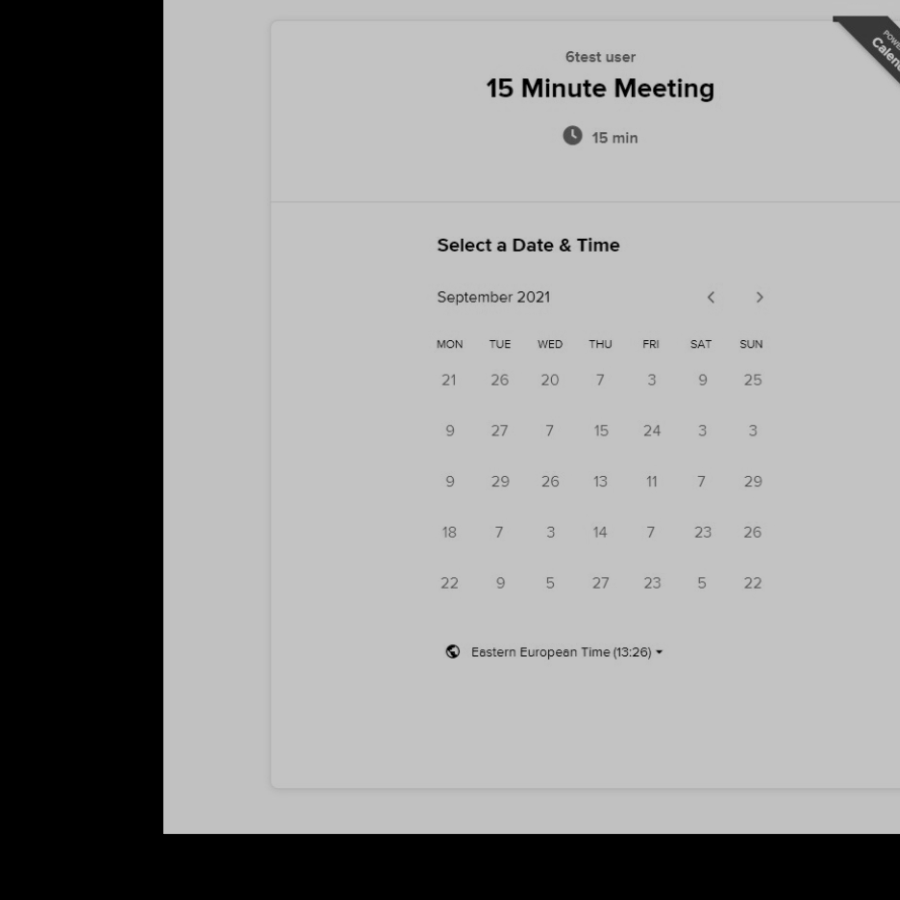 6test user
15 Minute Meeting
15 min
Select a Date & Time
September 2021
MON TUE WED THU FRI SAT SUN
21 26 20 7 3 9 25
9 27 7 15 24 3 3
9 29 26 13 11 7 29
18 7 3 14 7 23 26
22 9 5 27 23 5 22
Eastern European Time (13:26)